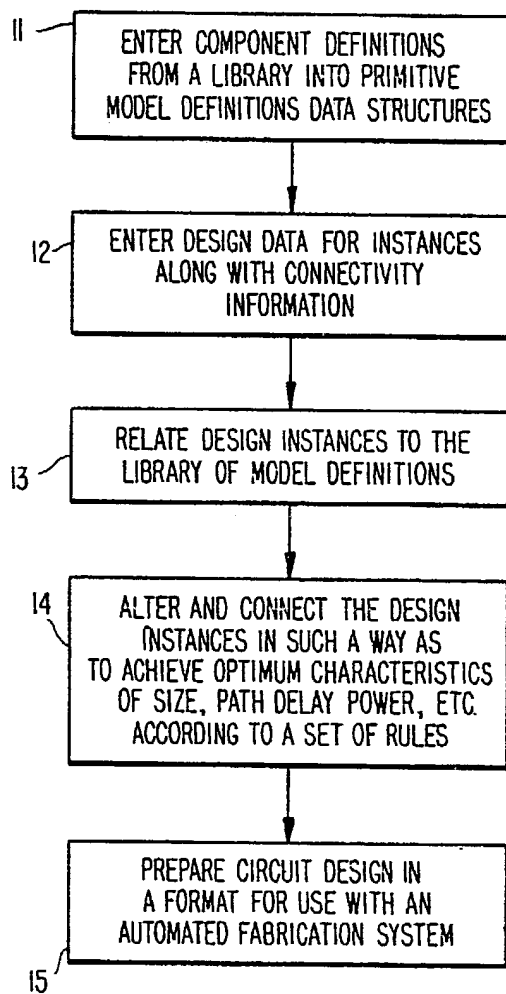 11
ENTER COMPONENT DEFINITIONS
FROM A LIBRARY INTO PRIMITIVE
MODEL DEFINITIONS DATA STRUCTURES
12
ENTER DESIGN DATA FOR INSTANCES
ALONG WITH CONNECTIVITY
INFORMATION
RELATE DESIGN INSTANCES TO THE
LIBRARY OF MODEL DEFINITIONS
13
14
ALTER AND CONNECT THE DESIGN
INSTANCES IN SUCH A WAY AS
TO ACHIEVE OPTIMUM CHARACTERISTICS
OF SIZE, PATH DELAY POWER, ETC.
ACCORDING TO A SET OF RULES
PREPARE CIRCUIT DESIGN IN
A FORMAT FOR USE WITH AN
AUTOMATED FABRICATION SYSTEM
15